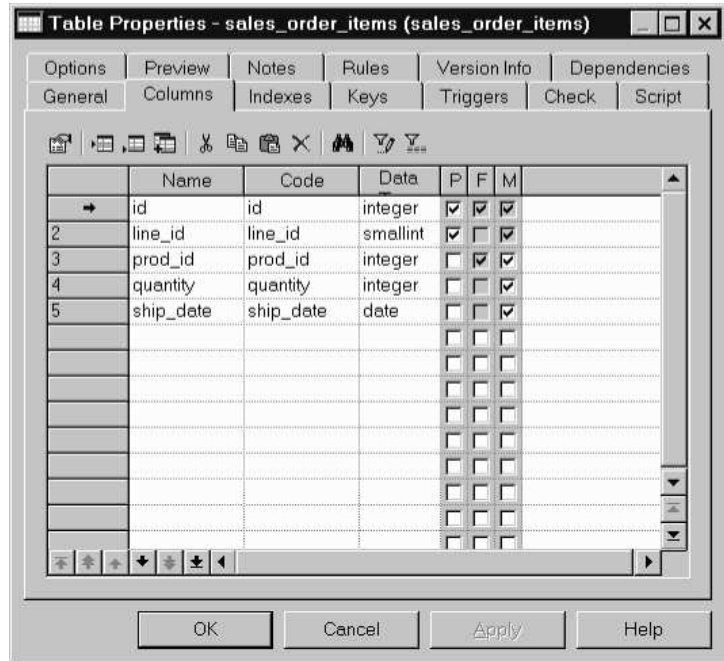 Table Properties - sales_order_items (sales_order_items)
Options Preview Notes Rules Version Info Dependencies
General Columns Indexes Keys Triggers Check Script
Name Code Data P F M
id id integer
2 line_id line_id smallint
3 prod_id prod_id integer
4 quantity quantity integer
5 ship_date ship_date date
OK Cancel Apply Help